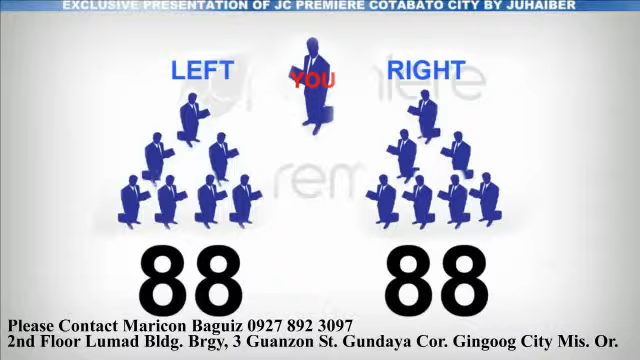 EXCLUSIVE PRESENTATION OF JC PREMIERE COTABATO CITY BY JUHAIBER
LEFT
YOU
RIGHT
88
88
Please Contact Maricon Baguiz 0927 892 3097
2nd Floor Lumad Bldg. Brgy, 3 Guanzon St. Gundaya Cor. Gingoog City Mis. Or.